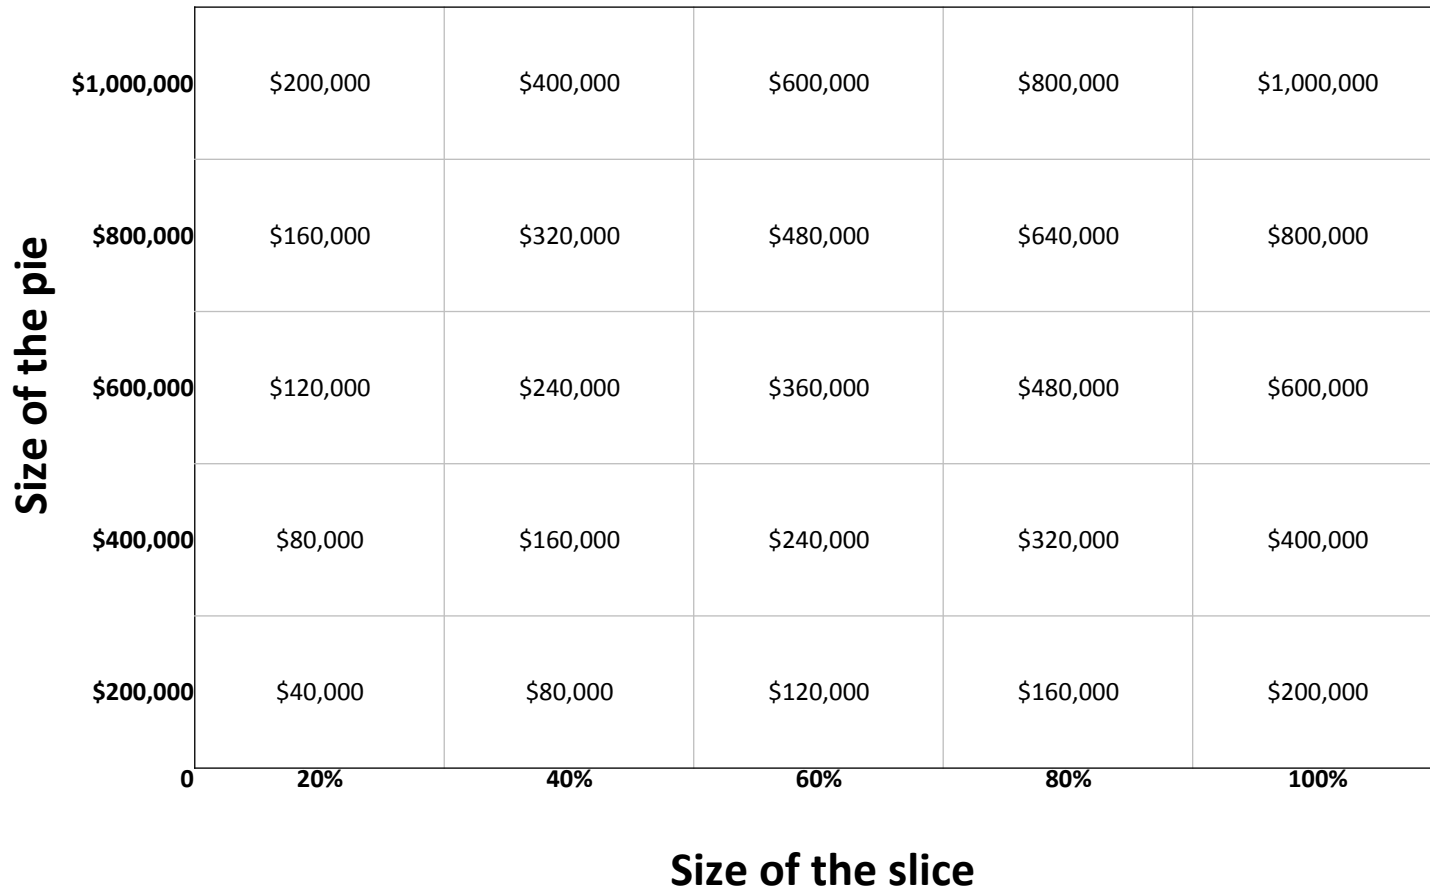 Size of the pie
$1,000,000 $200,000 $400,000 $600,000 $800,000 $1,000,000
$800,000 $160,000 $320,000 $480,000 $640,000 $800,000
$600,000 $120,000 $240,000 $360,000 $480,000 $600,000
$400,000 $80,000 $160,000 $240,000 $320,000 $400,000
$200,000 $40,000 $80,000 $120,000 $160,000 $200,000
0 20% 40% 60% 80% 100%
Size of the slice